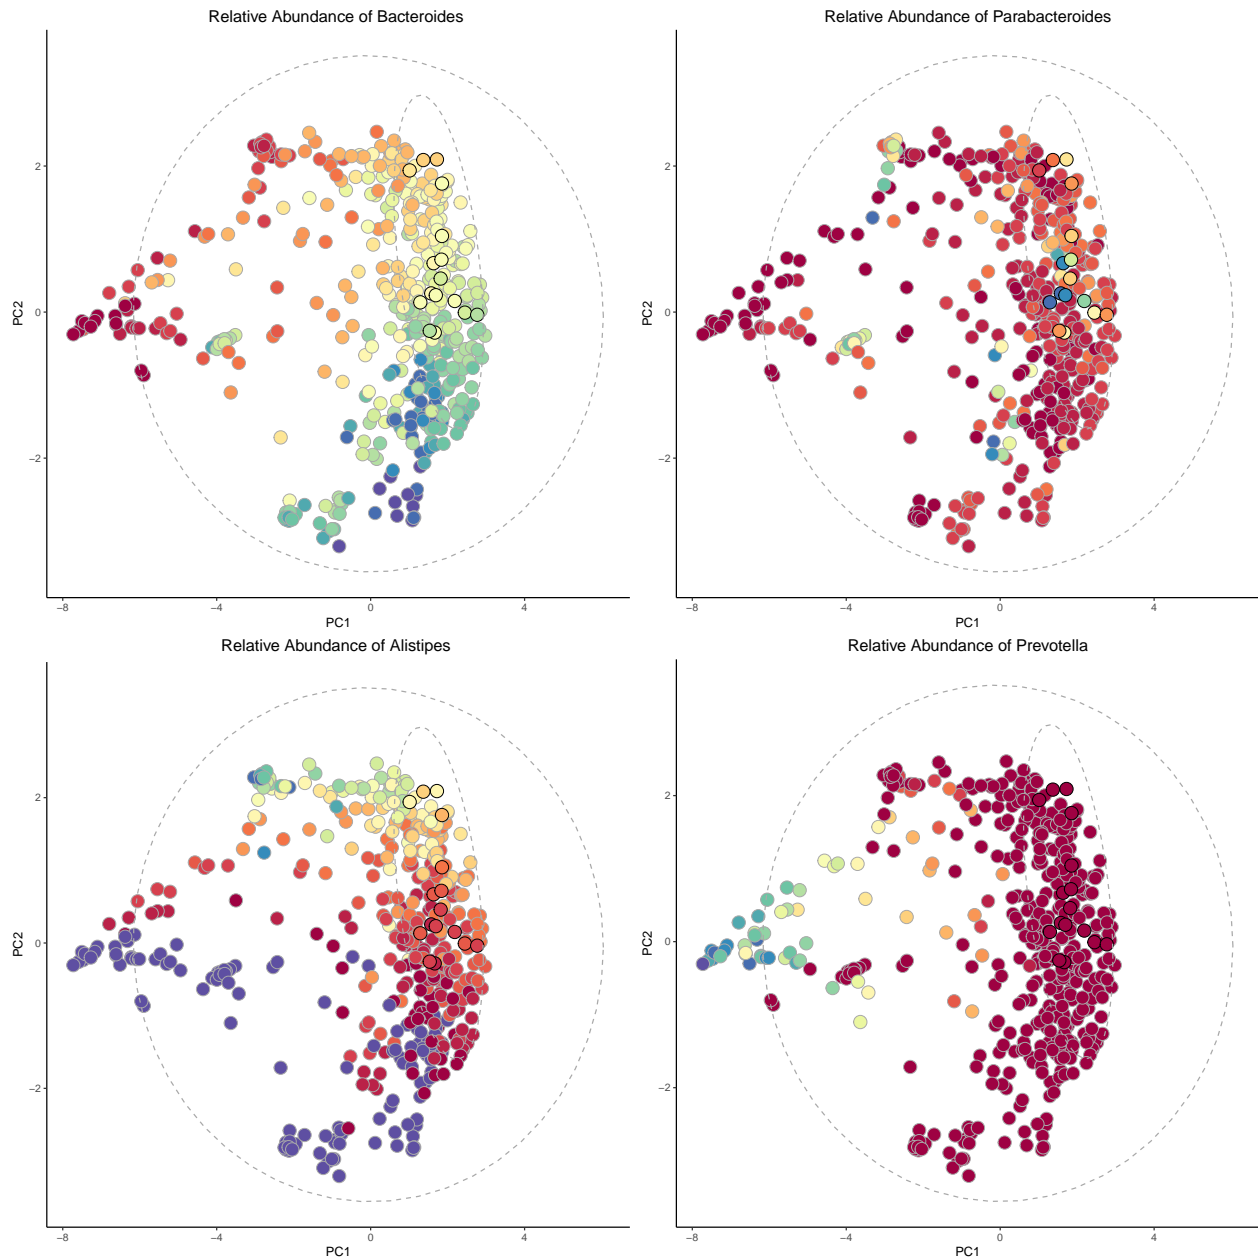 Relative Abundance of Bacteroides
2
0
−2
PC2
−8
−4
0
4
PC1
Relative Abundance of Parabacteroides
2
0
−2
PC2
−8
−4
0
4
PC1
Relative Abundance of Alistipes
2
0
−2
PC2
−8
−4
0
4
PC1
Relative Abundance of Prevotella
2
0
−2
PC2
−8
−4
0
4
PC1